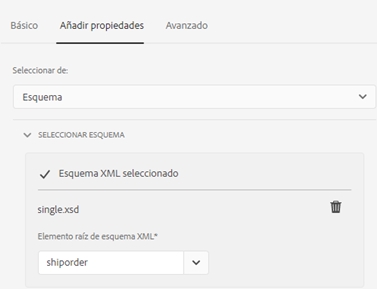 Básico Añadir propiedades Avanzado
Seleccionar de:
Esquema
SELECCIONAR ESQUEMA
Esquema XML seleccionado
single.xsd
Elemento raíz de esquema XML*
shiporder